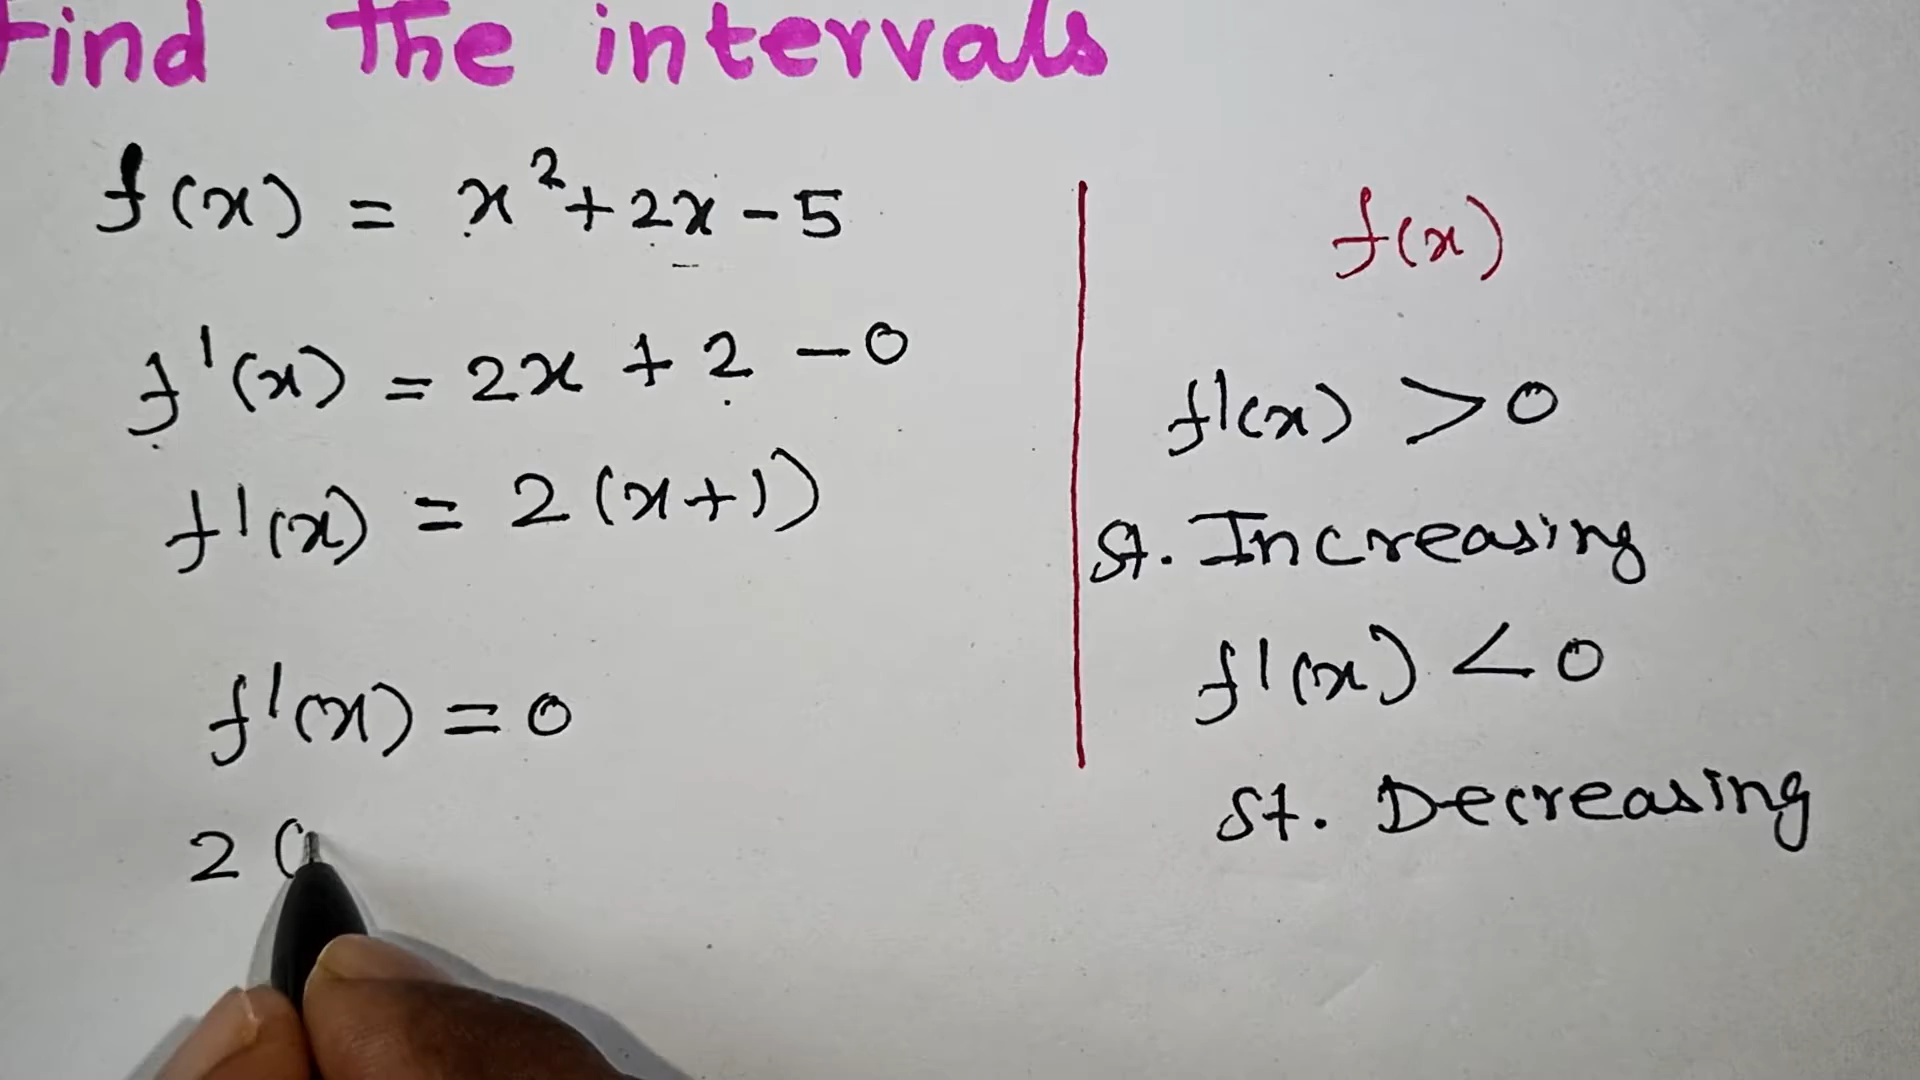 Find The intervals
f(x) = x²+2x-5
f'(x) = 2x + 2 - 0
f'(x) = 2(x+1)
f'(x) = 0
2(
f(x)
f'(x) > 0
St. Increasing
f'(x) < 0
St. Decreasing